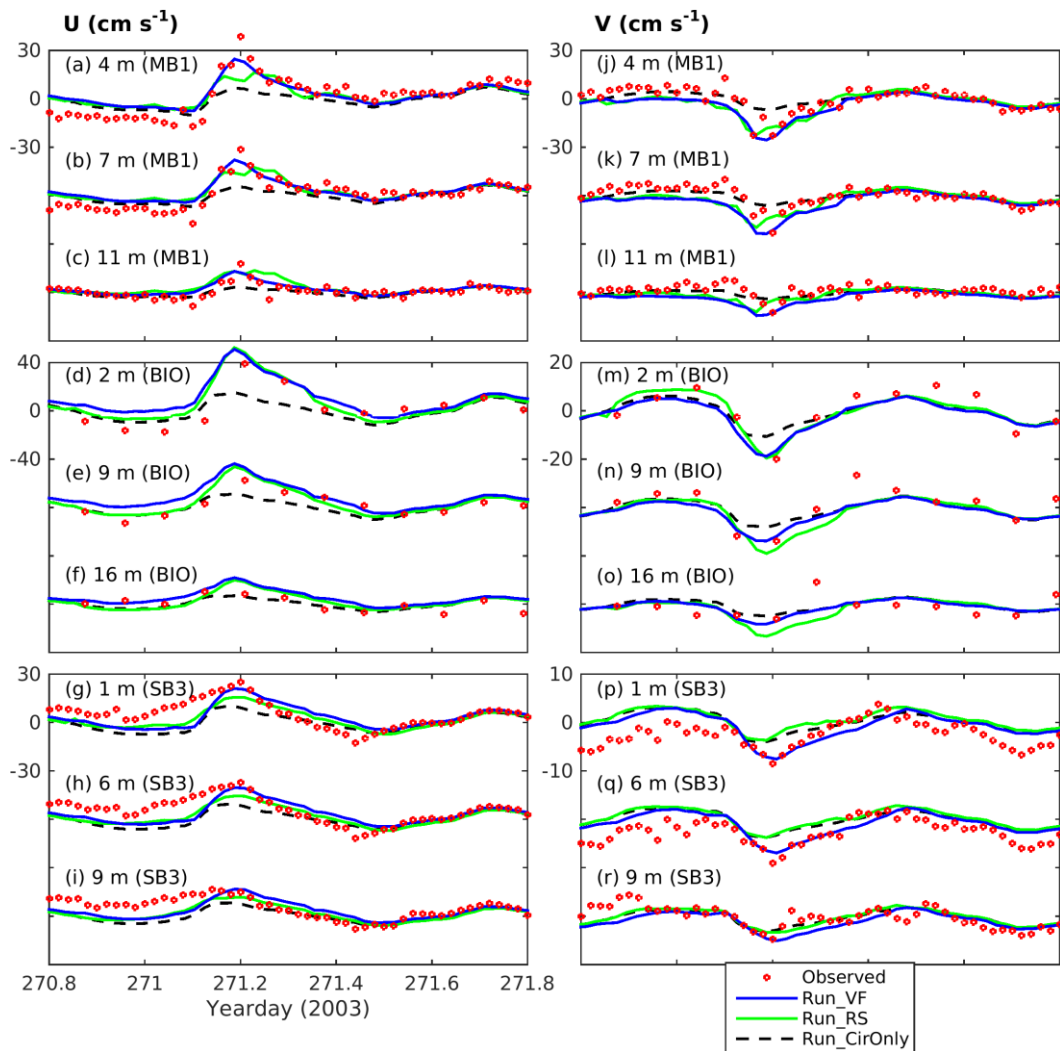 U (cm s⁻¹)
V (cm s⁻¹)
30
0
-30
(a) 4 m (MB1)
(b) 7 m (MB1)
(c) 11 m (MB1)
40
0
-40
(d) 2 m (BIO)
(e) 9 m (BIO)
(f) 16 m (BIO)
30
0
-30
(g) 1 m (SB3)
(h) 6 m (SB3)
(i) 9 m (SB3)
270.8 271 271.2 271.4 271.6 271.8
Yearday (2003)
(j) 4 m (MB1)
(k) 7 m (MB1)
(l) 11 m (MB1)
20
0
-20
(m) 2 m (BIO)
(n) 9 m (BIO)
(o) 16 m (BIO)
10
0
-10
(p) 1 m (SB3)
(q) 6 m (SB3)
(r) 9 m (SB3)
Observed
Run_VF
Run_RS
Run_CirOnly